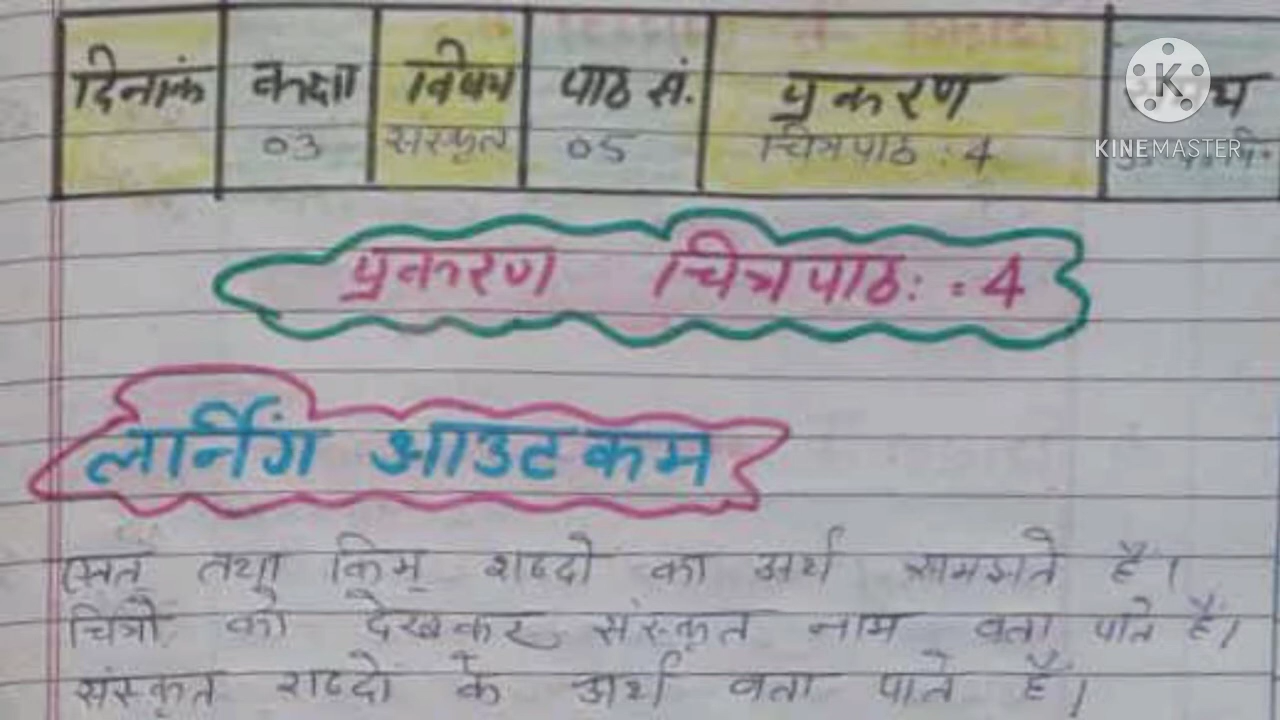 दिनांक कक्षा विषय पाठ सं. प्रकरण
03 संस्कृत 05 चित्रपाठ : 4
KINEMASTER
प्रकरण चित्रपाठः : 4
लर्निंग आउटकम
एतत् तथा किम् शब्दों का अर्थ समझते हैं।
चित्रों को देखकर संस्कृत नाम बता पाते हैं।
संस्कृत शब्दों के अर्थ बता पाते हैं।